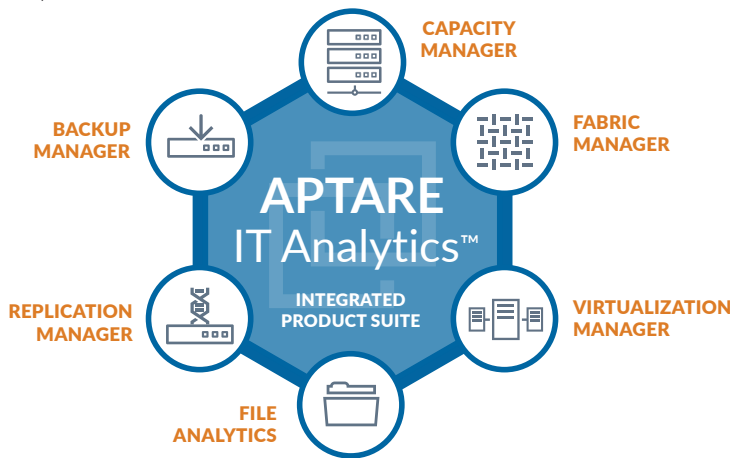 CAPACITY
MANAGER
BACKUP
MANAGER
FABRIC
MANAGER
APTARE
IT Analytics™
INTEGRATED
PRODUCT SUITE
REPLICATION
MANAGER
VIRTUALIZATION
MANAGER
FILE
ANALYTICS